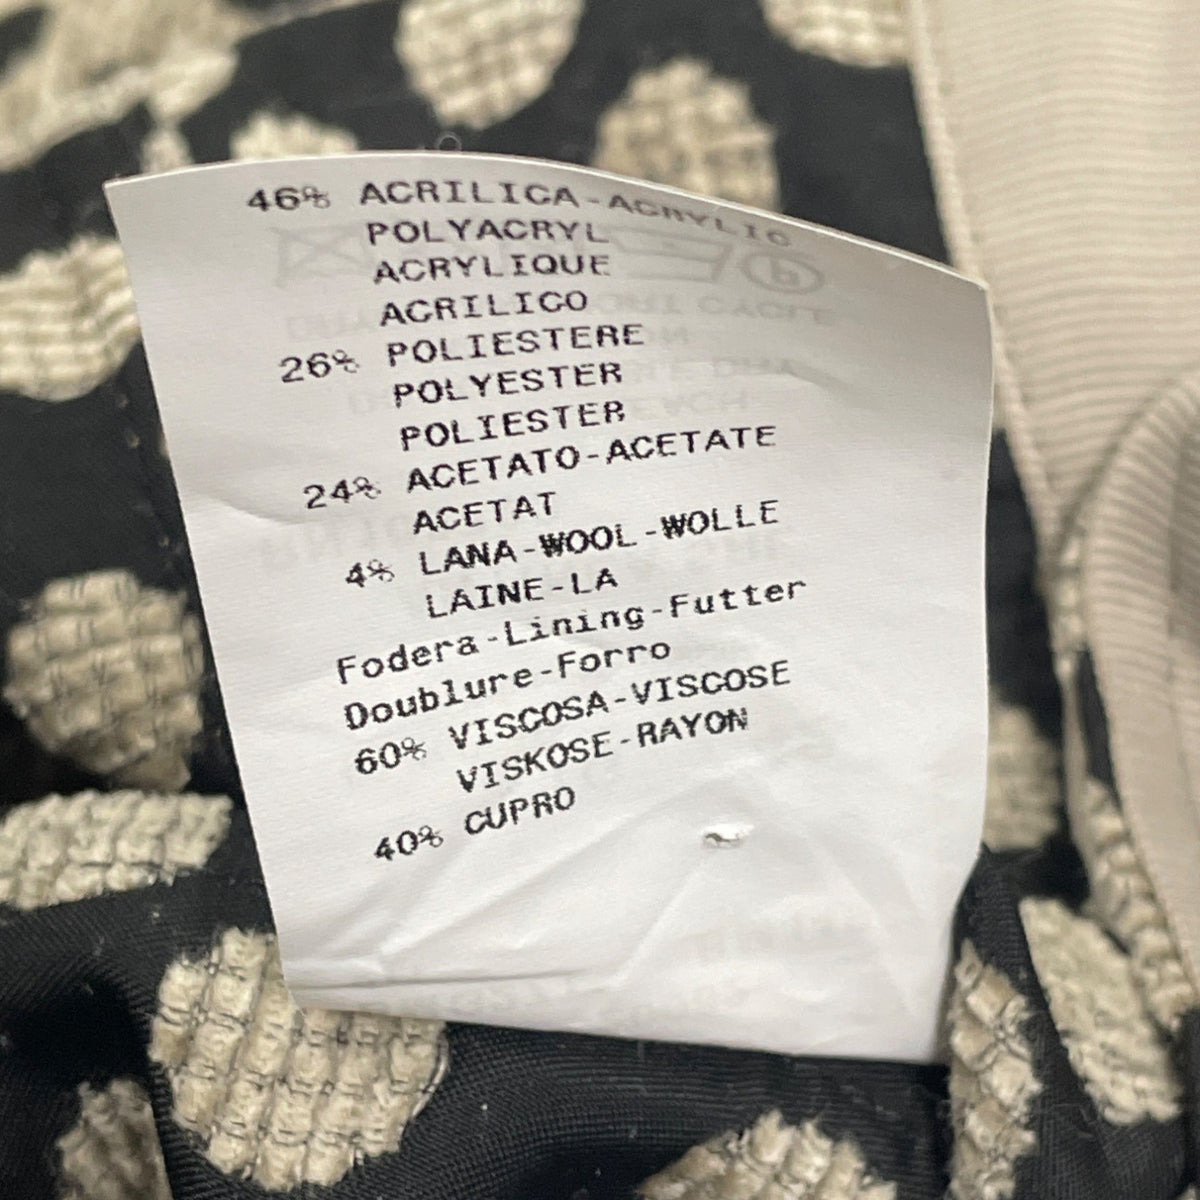 46% ACRILICA-ACRYLIC
POLYACRYL
ACRYLIQUE
ACRILICO
26% POLIESTERE
POLYESTER
POLIESTER
24% ACETATO-ACETATE
ACETAT
4% LANA-WOOL-WOLLE
LAINE-LA
Fodera-Lining-Futter
Doublure-Forro
60% VISCOSA-VISCOSE
VISKOSE-RAYON
40% CUPRO